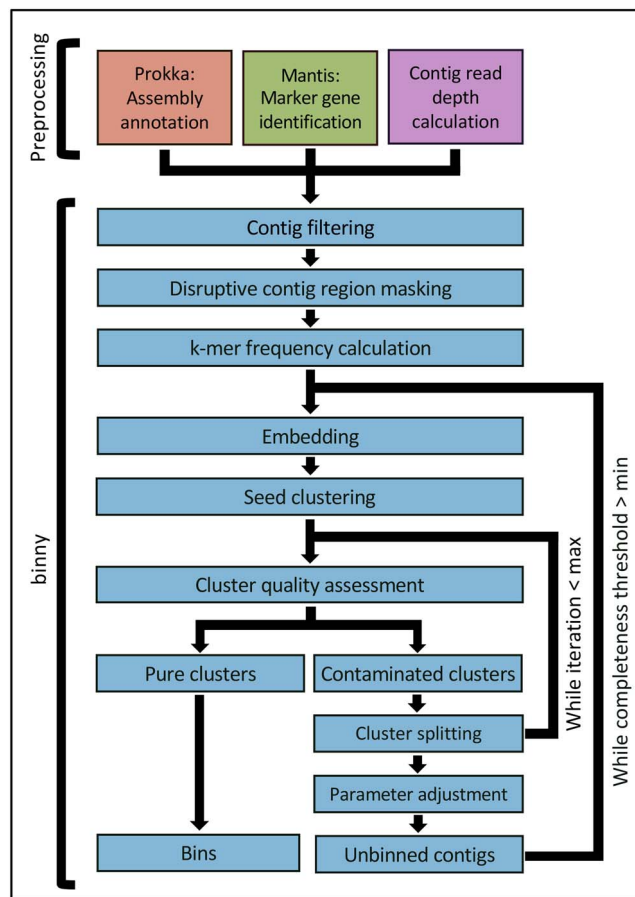 Preprocessing
Prokka:
Assembly
annotation
Mantis:
Marker gene
identification
Contig read
depth
calculation
binny
Contig filtering
Disruptive contig region masking
k-mer frequency calculation
Embedding
Seed clustering
Cluster quality assessment
Pure clusters
Contaminated clusters
Cluster splitting
Parameter adjustment
Bins
Unbinned contigs
While iteration < max
While completeness threshold > min